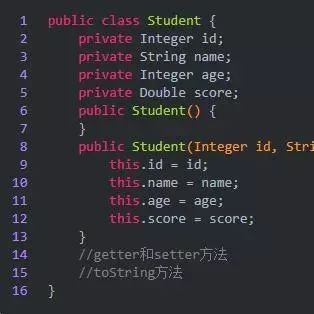 1 public class Student {
2 private Integer id;
3 private String name;
4 private Integer age;
5 private Double score;
6 public Student() {
7 }
8 public Student(Integer id, Stri
9 this.id = id;
10 this.name = name;
11 this.age = age;
12 this.score = score;
13 }
14 //getter和setter方法
15 //toString方法
16 }